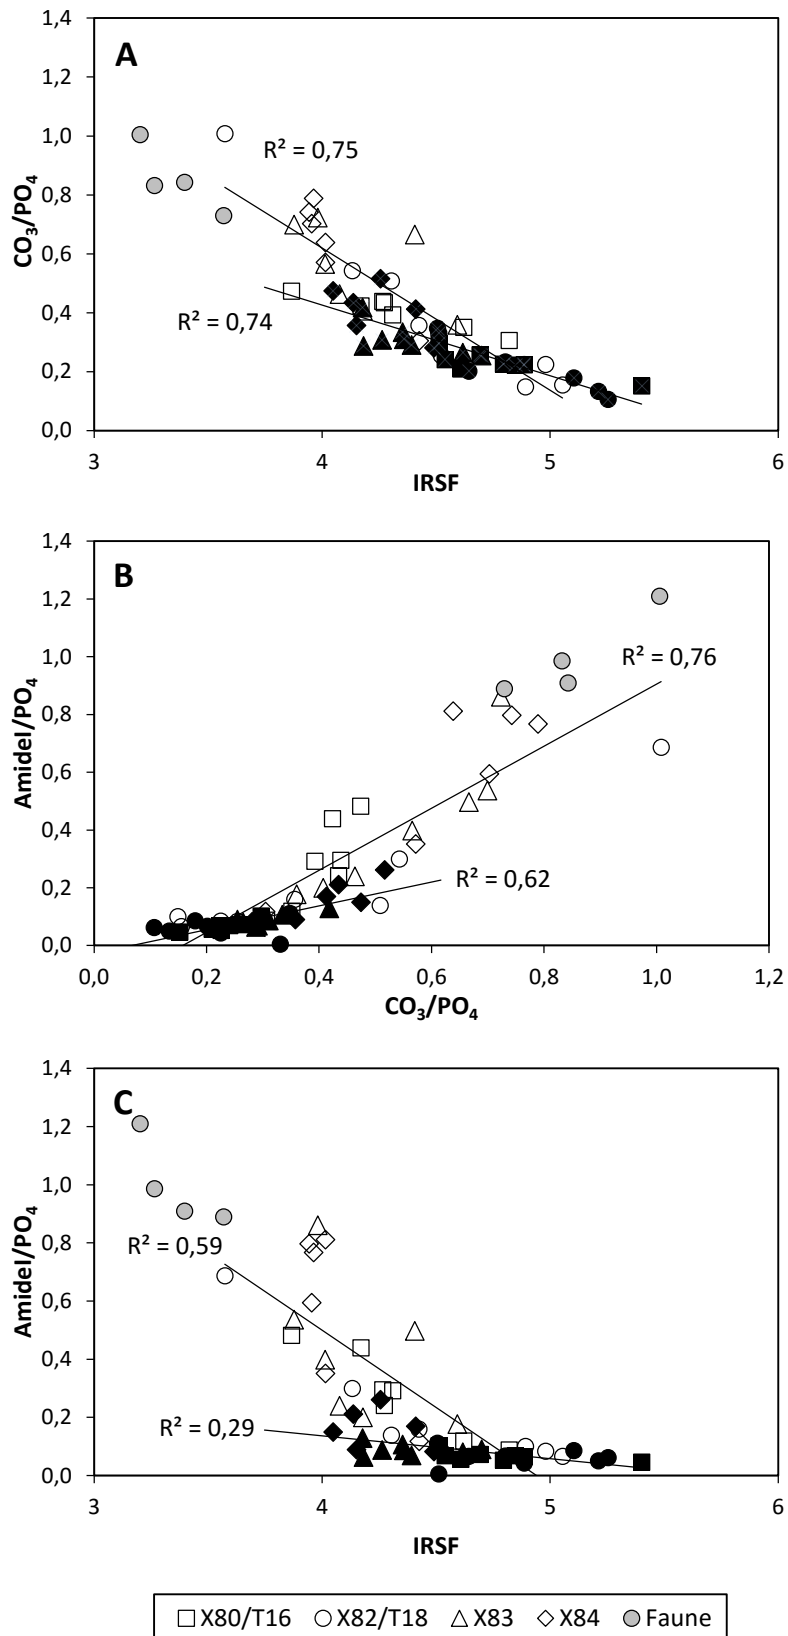 1,4
A
1,2
1,0
R² = 0,75
0,8
CO₃/PO₄
0,6
0,4
R² = 0,74
0,2
0,0
3 4 5 6
IRSF
1,4
B
1,2
1,0
R² = 0,76
0,8
AmideI/PO₄
0,6
0,4
R² = 0,62
0,2
0,0
0,0 0,2 0,4 0,6 0,8 1,0 1,2
CO₃/PO₄
1,4
C
1,2
1,0
0,8
R² = 0,59
AmideI/PO₄
0,6
0,4
R² = 0,29
0,2
0,0
3 4 5 6
IRSF
X80/T16 X82/T18 X83 X84 Faune